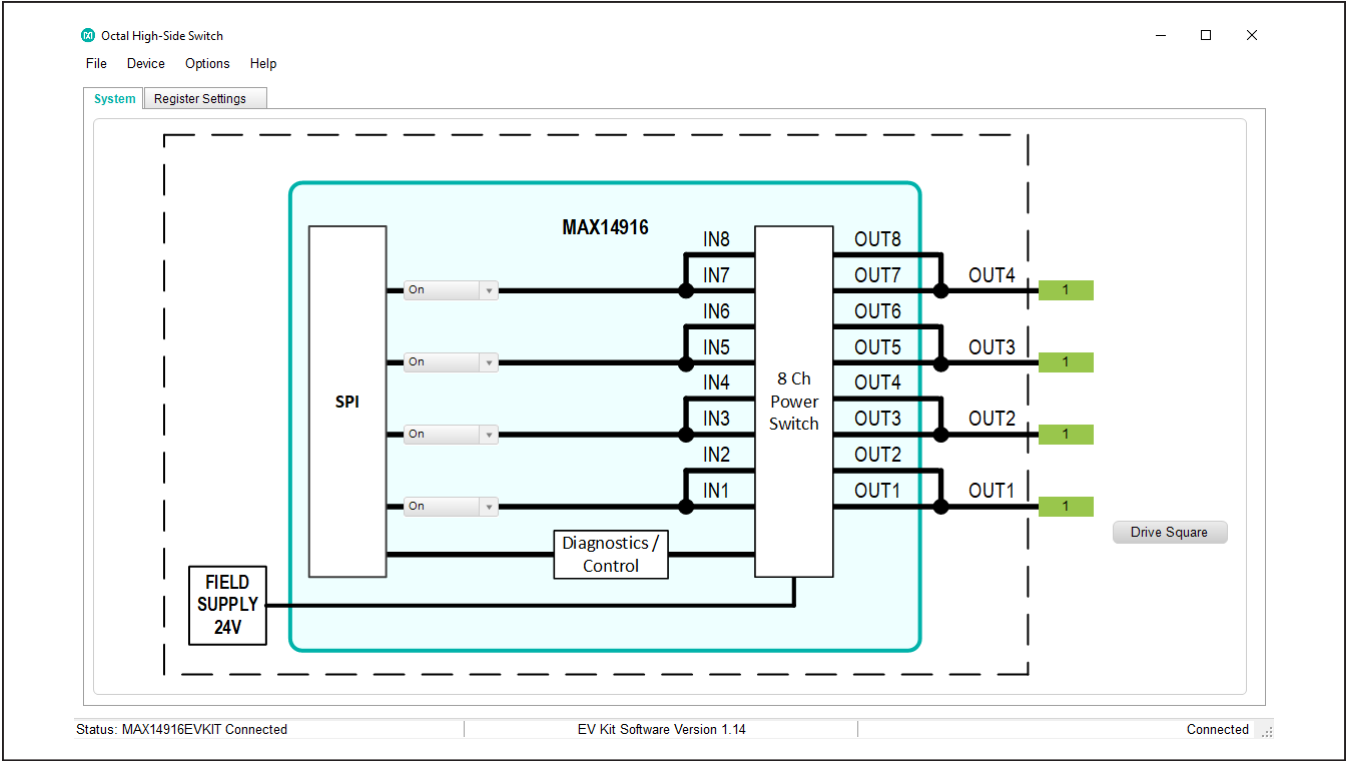 Octal High-Side Switch
File Device Options Help
System Register Settings
MAX14916
IN8 OUT8
IN7 OUT7 OUT4
On 1
IN6 OUT6
IN5 OUT5 OUT3
On 1
IN4 OUT4
8 Ch
Power
Switch
SPI
IN3 OUT3 OUT2
On 1
IN2 OUT2
IN1 OUT1 OUT1
On 1
Drive Square
Diagnostics /
Control
FIELD
SUPPLY
24V
Status: MAX14916EVKIT Connected EV Kit Software Version 1.14 Connected